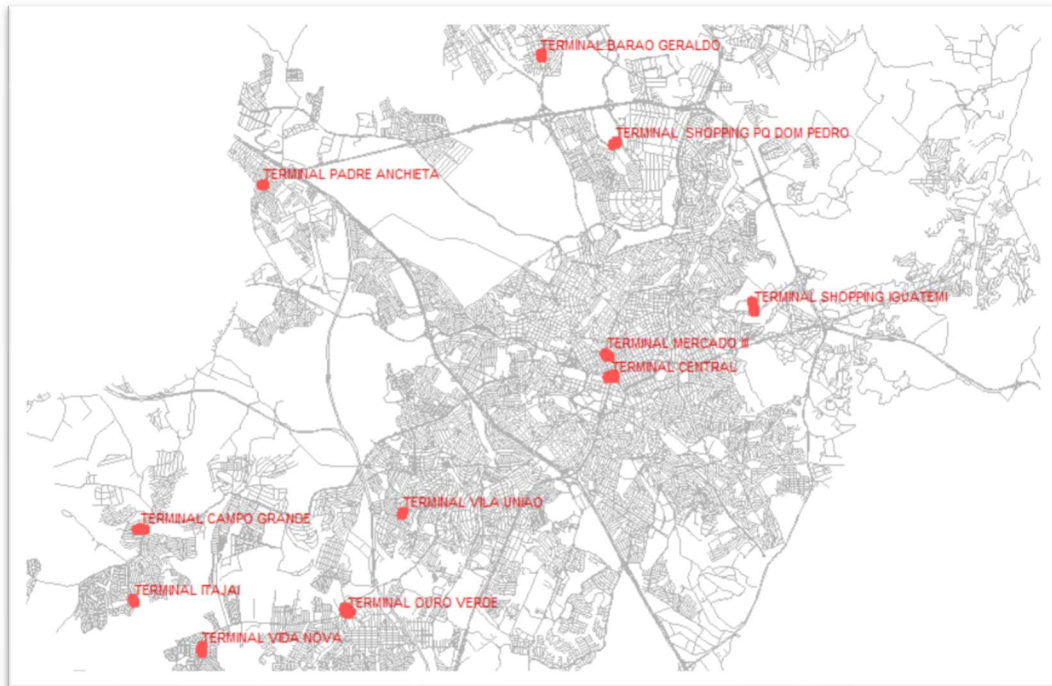 TERMINAL BARAO GERALDO
TERMINAL SHOPPING PQ DOM PEDRO
TERMINAL PADRE ANCHIETA
TERMINAL SHOPPING IGUATEMI
TERMINAL MERCADO III
TERMINAL CENTRAL
TERMINAL VILA UNIAO
TERMINAL CAMPO GRANDE
TERMINAL ITAJAI
TERMINAL OURO VERDE
TERMINAL VIDA NOVA